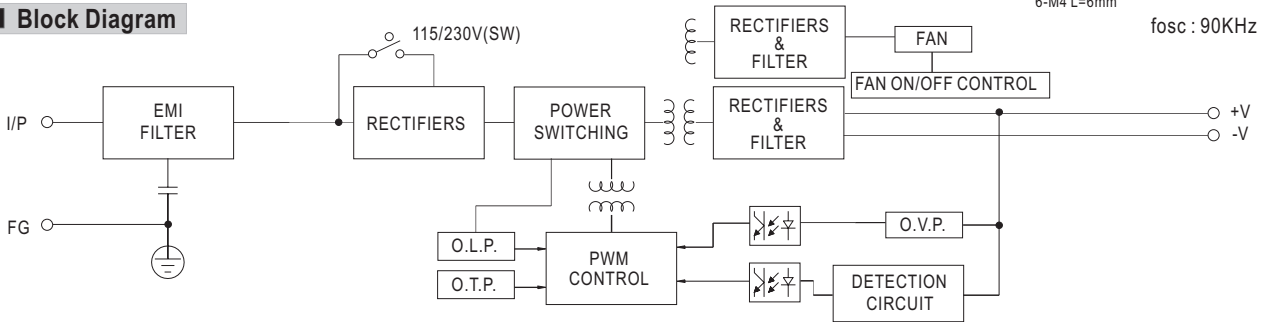 Block Diagram
6-M4 L=6mm
fosc : 90KHz
115/230V(SW)
RECTIFIERS
&
FILTER
FAN
FAN ON/OFF CONTROL
I/P
EMI
FILTER
RECTIFIERS
POWER
SWITCHING
RECTIFIERS
&
FILTER
+V
-V
FG
O.L.P.
O.T.P.
PWM
CONTROL
O.V.P.
DETECTION
CIRCUIT